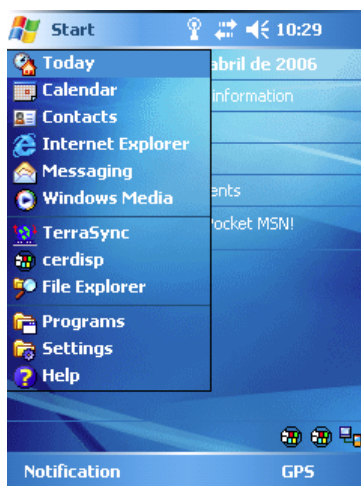 Start 10:29
Today
abril de 2006
Calendar
information
Contacts
Internet Explorer
Messaging
ents
Windows Media
Pocket MSN!
TerraSync
cerdisp
File Explorer
Programs
Settings
Help
Notification GPS